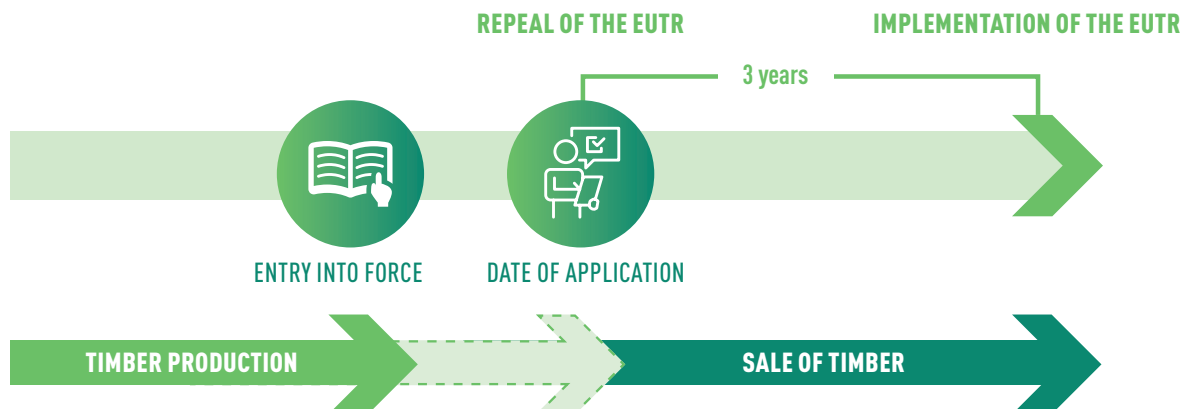 REPEAL OF THE EUTR
IMPLEMENTATION OF THE EUTR
3 years
ENTRY INTO FORCE
DATE OF APPLICATION
TIMBER PRODUCTION
SALE OF TIMBER